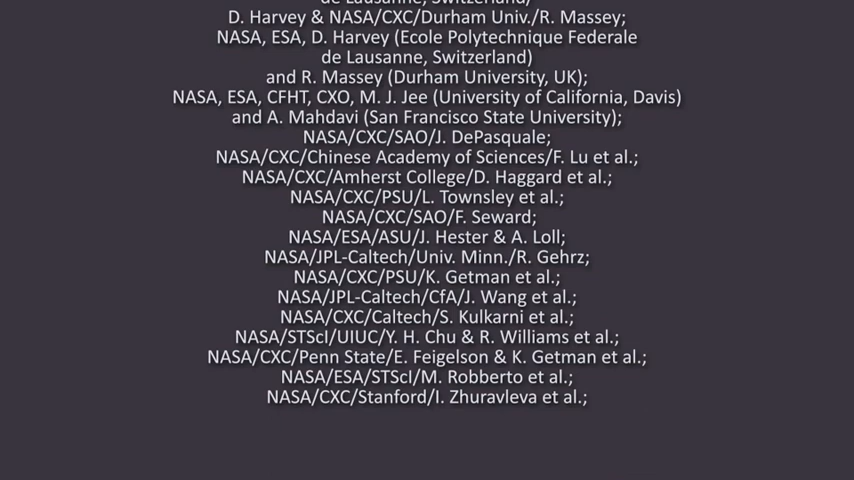 de Lausanne, Switzerland)
D. Harvey & NASA/CXC/Durham Univ./R. Massey;
NASA, ESA, D. Harvey (Ecole Polytechnique Federale
de Lausanne, Switzerland)
and R. Massey (Durham University, UK);
NASA, ESA, CFHT, CXO, M. J. Jee (University of California, Davis)
and A. Mahdavi (San Francisco State University);
NASA/CXC/SAO/J. DePasquale;
NASA/CXC/Chinese Academy of Sciences/F. Lu et al.;
NASA/CXC/Amherst College/D. Haggard et al.;
NASA/CXC/PSU/L. Townsley et al.;
NASA/CXC/SAO/F. Seward;
NASA/ESA/ASU/J. Hester & A. Loll;
NASA/JPL-Caltech/Univ. Minn./R. Gehrz;
NASA/CXC/PSU/K. Getman et al.;
NASA/JPL-Caltech/CfA/J. Wang et al.;
NASA/CXC/Caltech/S. Kulkarni et al.;
NASA/STScI/UIUC/Y. H. Chu & R. Williams et al.;
NASA/CXC/Penn State/E. Feigelson & K. Getman et al.;
NASA/ESA/STScI/M. Robberto et al.;
NASA/CXC/Stanford/I. Zhuravleva et al.;